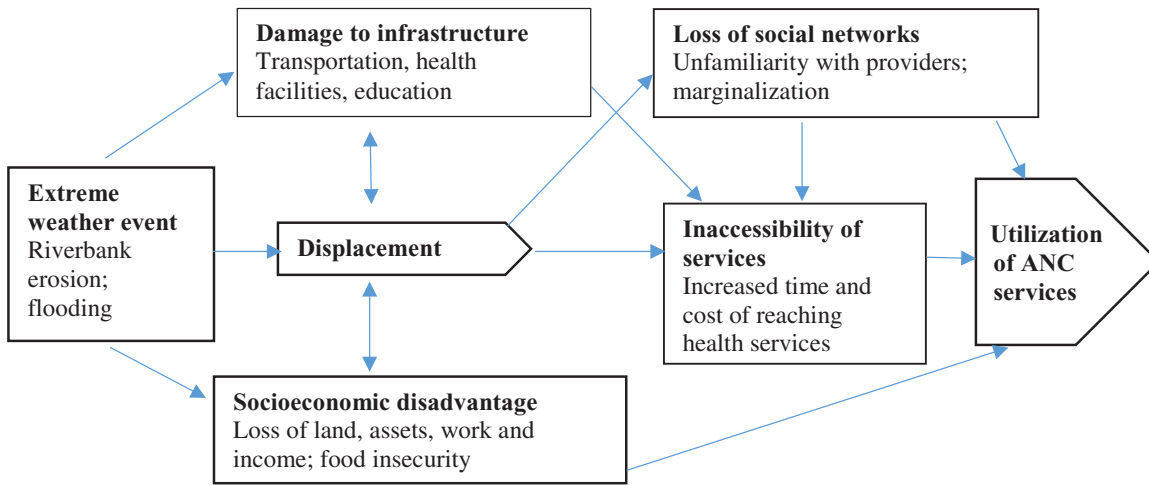 Damage to infrastructure
Transportation, health
facilities, education
Loss of social networks
Unfamiliarity with providers;
marginalization
Extreme
weather event
Riverbank
erosion;
flooding
Displacement
Inaccessibility of
services
Increased time and
cost of reaching
health services
Utilization
of ANC
services
Socioeconomic disadvantage
Loss of land, assets, work and
income; food insecurity